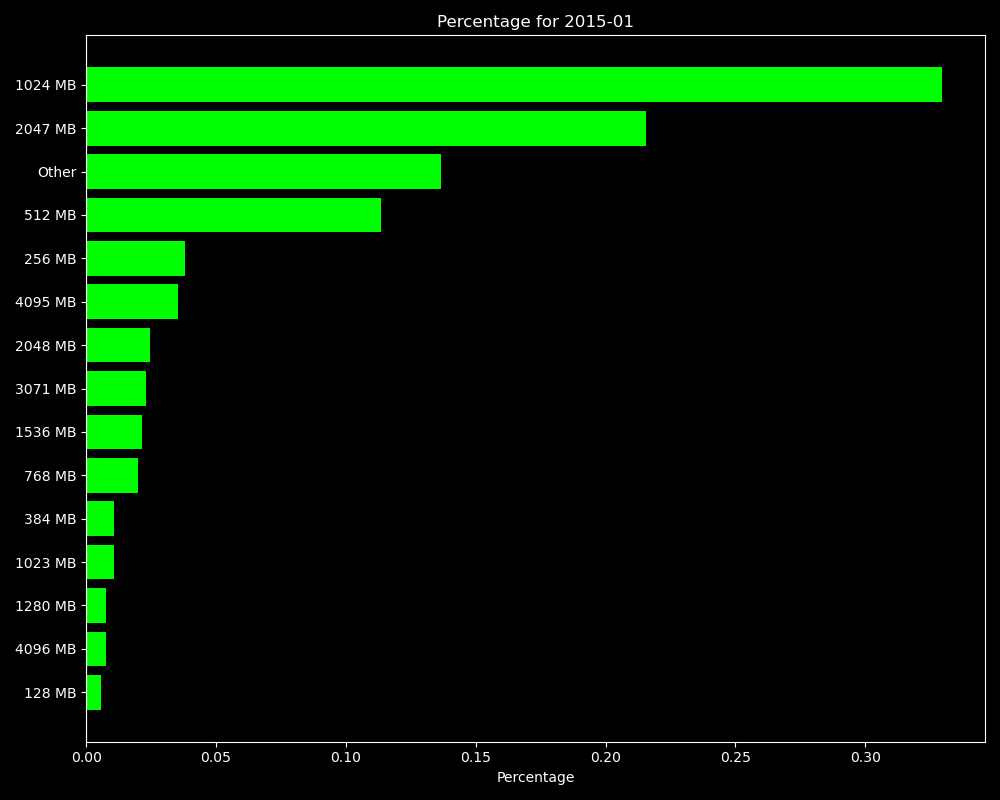 Percentage for 2015-01
1024 MB
2047 MB
Other
512 MB
256 MB
4095 MB
2048 MB
3071 MB
1536 MB
768 MB
384 MB
1023 MB
1280 MB
4096 MB
128 MB
0.00 0.05 0.10 0.15 0.20 0.25 0.30
Percentage